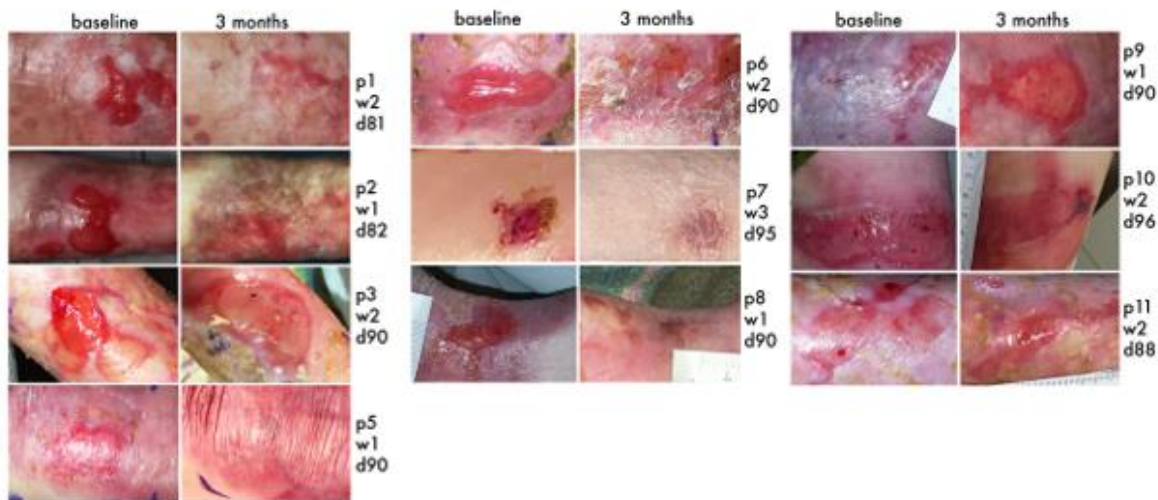 baseline 3 months
p1
w2
d81
p2
w1
d82
p3
w2
d90
p5
w1
d90
baseline 3 months
p6
w2
d90
p7
w3
d95
p8
w1
d90
baseline 3 months
p9
w1
d90
p10
w2
d96
p11
w2
d88